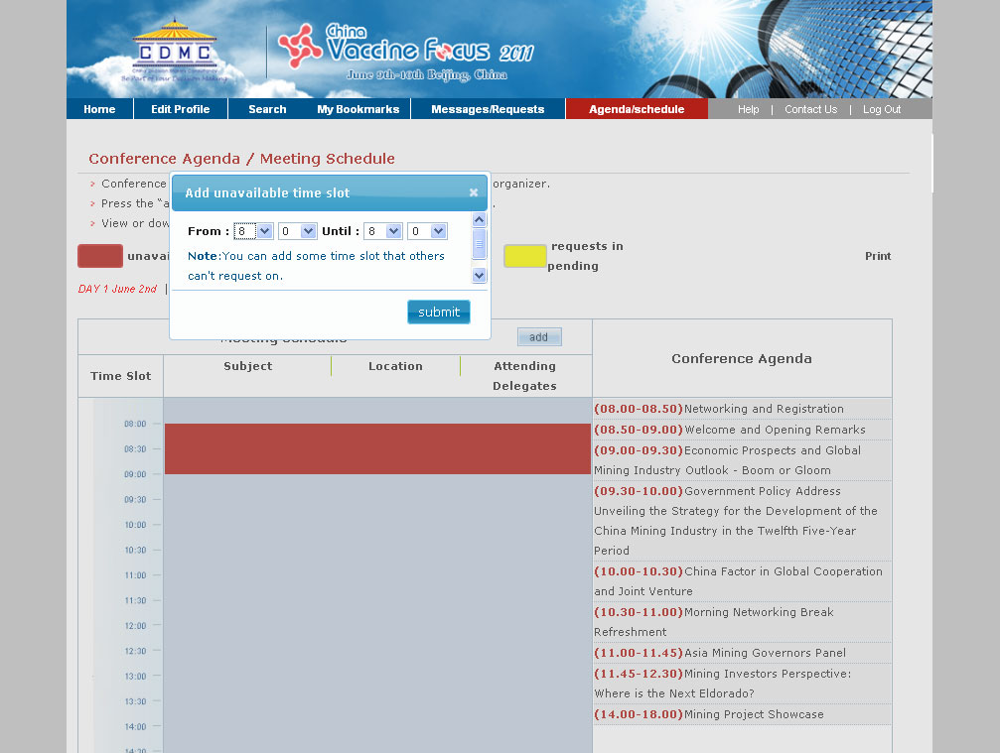 CDMC
China Decision Makers Consultancy
Be Part of Your Decision Making
China
Vaccine Focus 2011
June 9th-10th Beijing, China
Home Edit Profile Search My Bookmarks Messages/Requests Agenda/schedule Help | Contact Us | Log Out
Conference Agenda / Meeting Schedule
> Conference organizer.
> Press the “a .
> View or dow
Add unavailable time slot ×
From : 8 0 Until : 8 0
Note:You can add some time slot that others
can't request on.
submit
unavai
requests in
pending
Print
DAY 1 June 2nd |
Meeting Schedule add
Conference Agenda
Time Slot Subject Location Attending
Delegates
08:00
08:30
09:00
09:30
10:00
10:30
11:00
11:30
12:00
12:30
13:00
13:30
14:00
14:30
(08.00-08.50)Networking and Registration
(08.50-09.00)Welcome and Opening Remarks
(09.00-09.30)Economic Prospects and Global
Mining Industry Outlook - Boom or Gloom
(09.30-10.00)Government Policy Address
Unveiling the Strategy for the Development of the
China Mining Industry in the Twelfth Five-Year
Period
(10.00-10.30)China Factor in Global Cooperation
and Joint Venture
(10.30-11.00)Morning Networking Break
Refreshment
(11.00-11.45)Asia Mining Governors Panel
(11.45-12.30)Mining Investors Perspective:
Where is the Next Eldorado?
(14.00-18.00)Mining Project Showcase